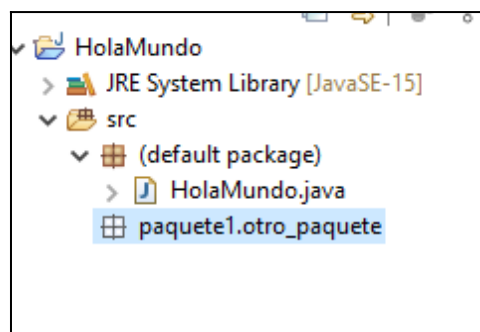 HolaMundo
JRE System Library [JavaSE-15]
src
(default package)
HolaMundo.java
paquete1.otro_paquete